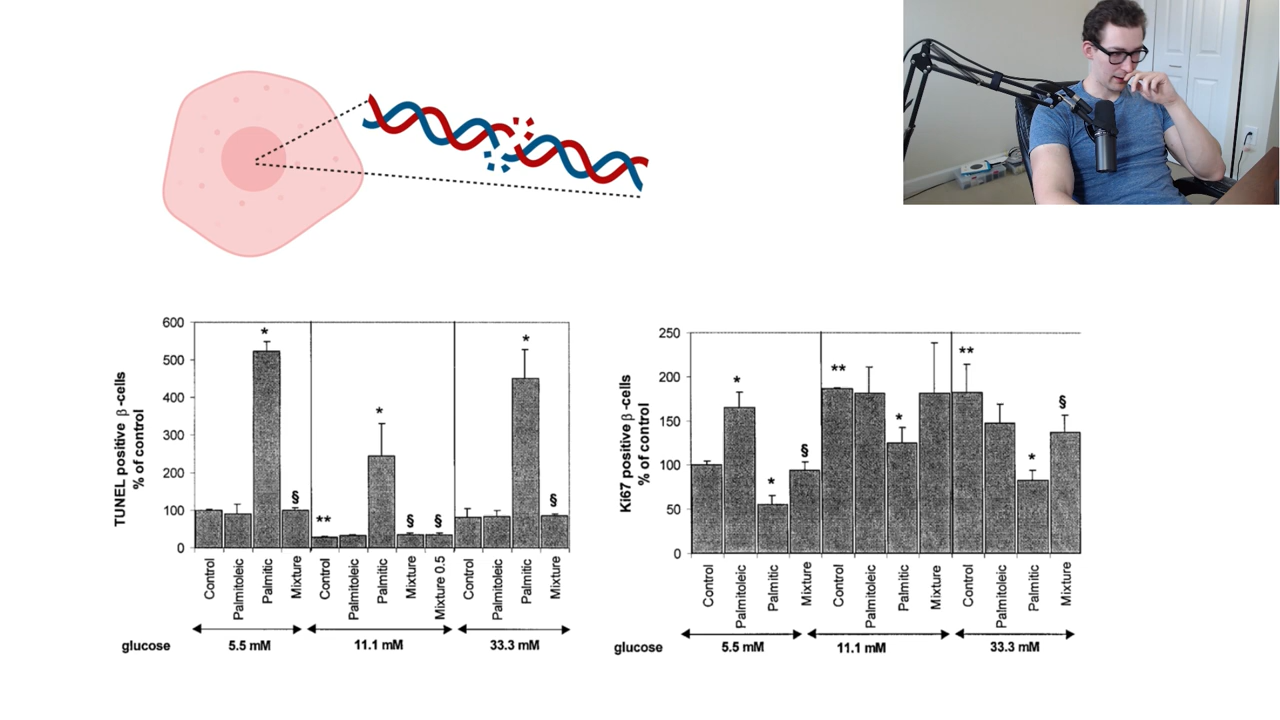 600
500
400
300
200
100
0
TUNEL positive β-cells
% of control
*
§
**
*
§
§
*
§
Control
Palmitoleic
Palmitic
Mixture
Control
Palmitoleic
Palmitic
Mixture
Mixture 0.5
Control
Palmitoleic
Palmitic
Mixture
glucose
5.5 mM
11.1 mM
33.3 mM
250
200
150
100
50
0
Ki67 positive β-cells
% of control
*
*
§
**
*
**
*
§
Control
Palmitoleic
Palmitic
Mixture
Control
Palmitoleic
Palmitic
Mixture
Control
Palmitoleic
Palmitic
Mixture
glucose
5.5 mM
11.1 mM
33.3 mM